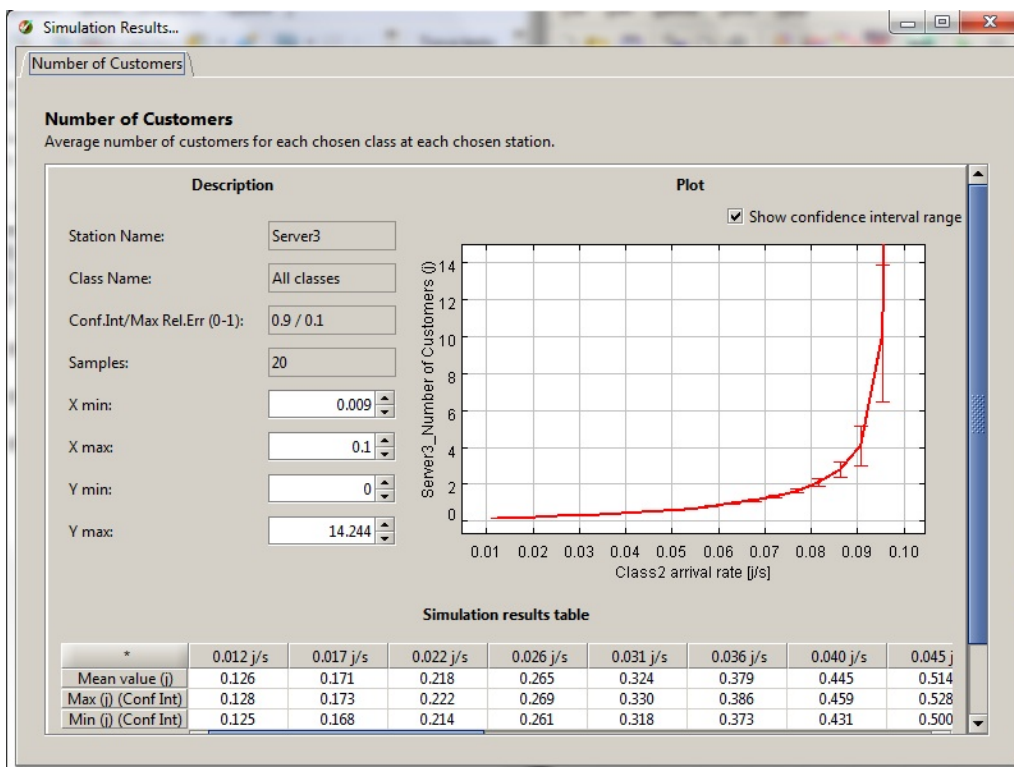 Simulation Results...
Number of Customers
Number of Customers
Average number of customers for each chosen class at each chosen station.
Description
Plot
Show confidence interval range
Station Name: Server3
Class Name: All classes
Conf.Int/Max Rel.Err (0-1): 0.9 / 0.1
Samples: 20
X min: 0.009
X max: 0.1
Y min: 0
Y max: 14.244
Server3_Number of Customers (j)
14
12
10
8
6
4
2
0
0.01 0.02 0.03 0.04 0.05 0.06 0.07 0.08 0.09 0.10
Class2 arrival rate [j/s]
Simulation results table
* 0.012 j/s 0.017 j/s 0.022 j/s 0.026 j/s 0.031 j/s 0.036 j/s 0.040 j/s 0.045 j
Mean value (j) 0.126 0.171 0.218 0.265 0.324 0.379 0.445 0.514
Max (j) (Conf Int) 0.128 0.173 0.222 0.269 0.330 0.386 0.459 0.528
Min (j) (Conf Int) 0.125 0.168 0.214 0.261 0.318 0.373 0.431 0.500